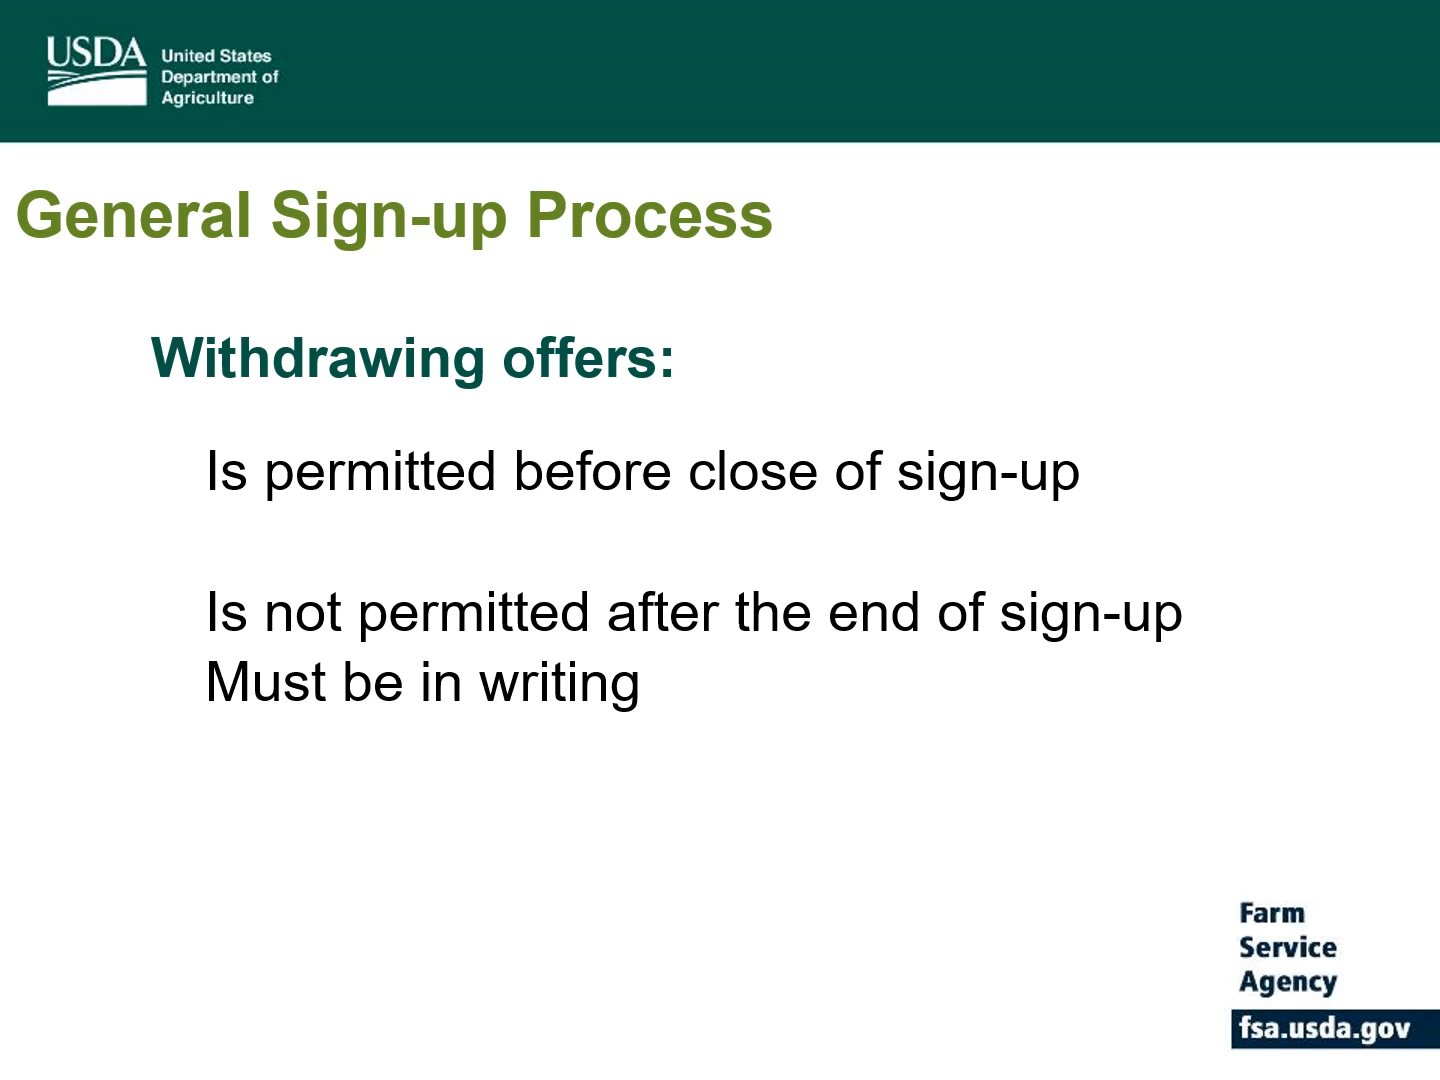 USDA
United States
Department of
Agriculture
General Sign-up Process
Withdrawing offers:
Is permitted before close of sign-up
Is not permitted after the end of sign-up
Must be in writing
Farm
Service
Agency
fsa.usda.gov